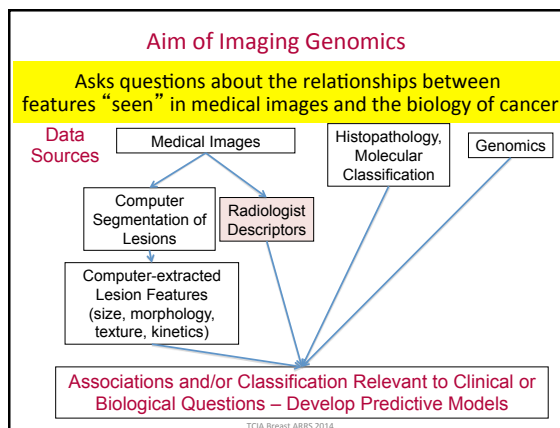 Aim of Imaging Genomics
Asks questions about the relationships between
features “seen” in medical images and the biology of cancer
Data
Sources
Medical Images
Histopathology,
Molecular
Classification
Genomics
Computer
Segmentation of
Lesions
Radiologist
Descriptors
Computer-extracted
Lesion Features
(size, morphology,
texture, kinetics)
Associations and/or Classification Relevant to Clinical or
Biological Questions – Develop Predictive Models
TCIA Breast ARRS 2014